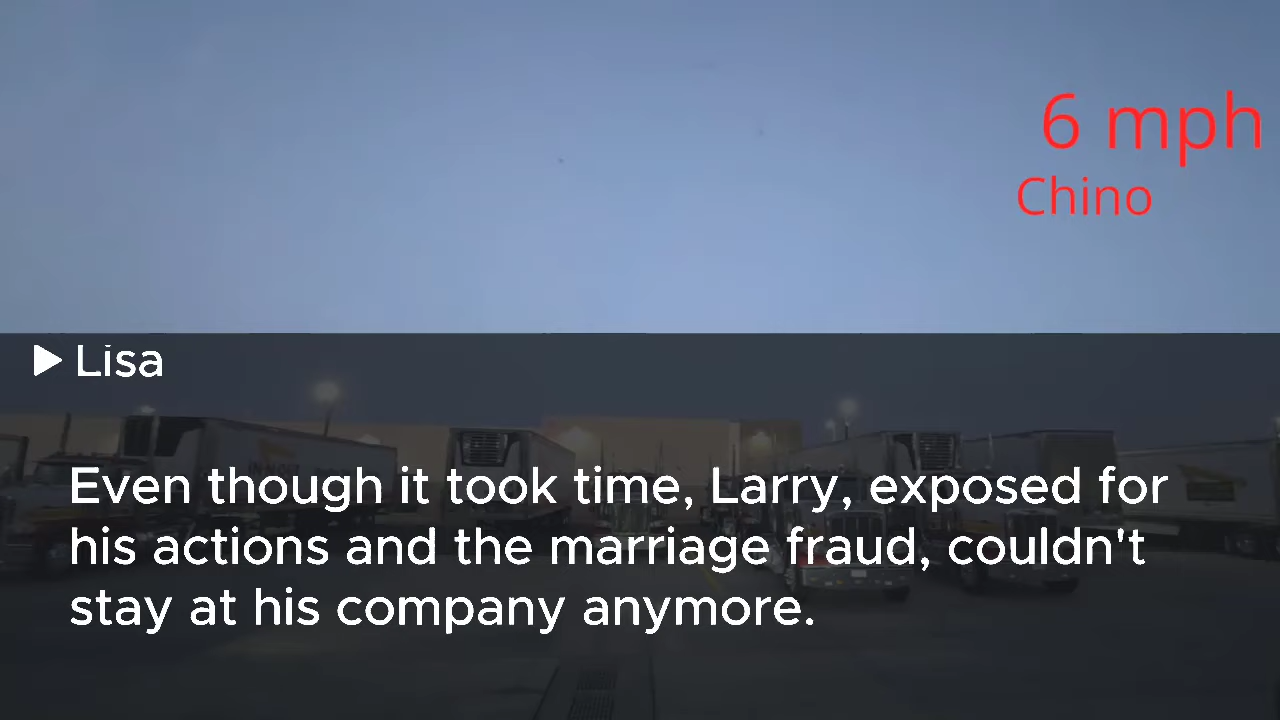 6 mph
Chino
▶ Lisa
Even though it took time, Larry, exposed for
his actions and the marriage fraud, couldn't
stay at his company anymore.